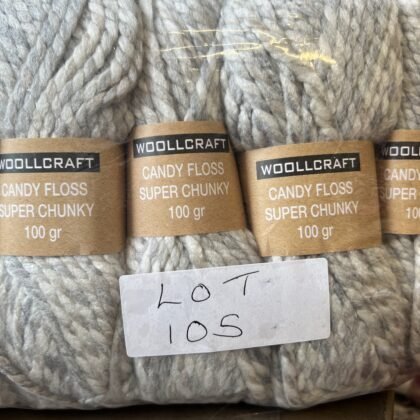 WOOLLCRAFT
CANDY FLOSS
SUPER CHUNKY
100 gr
WOOLLCRAFT
CANDY FLOSS
SUPER CHUNKY
100 gr
WOOLLCRAFT
CANDY FLOSS
SUPER CHUNKY
100 gr
LOT
105